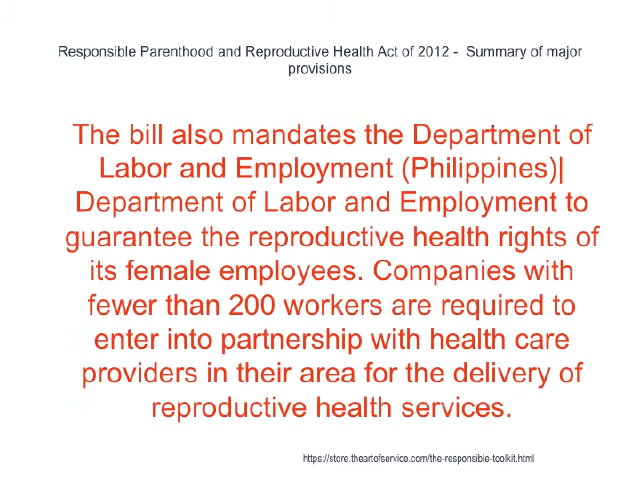 Responsible Parenthood and Reproductive Health Act of 2012 -  Summary of major
provisions
The bill also mandates the Department of
Labor and Employment (Philippines)|
Department of Labor and Employment to
guarantee the reproductive health rights of
its female employees. Companies with
fewer than 200 workers are required to
enter into partnership with health care
providers in their area for the delivery of
reproductive health services.
https://store.theartofservice.com/the-responsible-toolkit.html